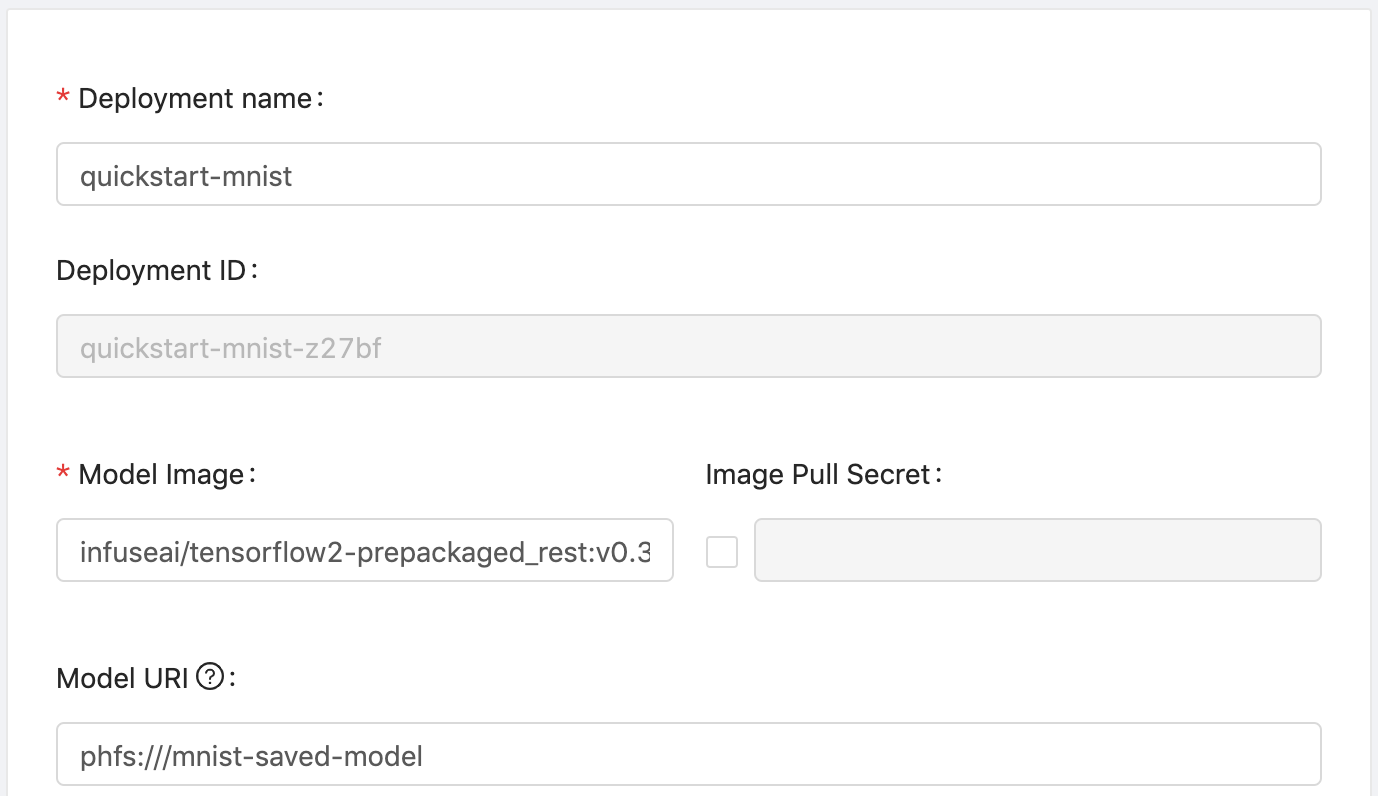 * Deployment name:
quickstart-mnist
Deployment ID:
quickstart-mnist-z27bf
* Model Image:
Image Pull Secret:
infuseai/tensorflow2-prepackaged_rest:v0.3
Model URI ?:
phfs:///mnist-saved-model